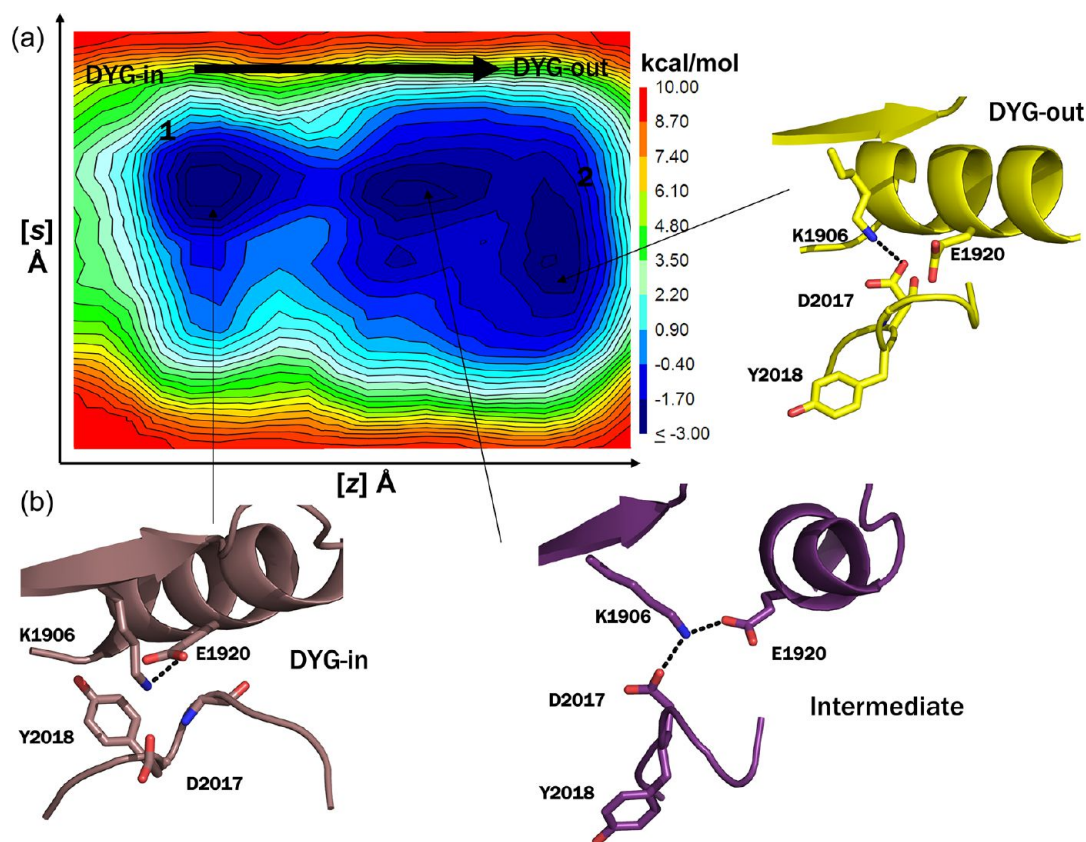 (a)
DYG-in
DYG-out
kcal/mol
1
2
10.00
8.70
7.40
6.10
4.80
3.50
2.20
0.90
-0.40
-1.70
≤ -3.00
[s]
Å
[z] Å
DYG-out
K1906
E1920
D2017
Y2018
(b)
K1906
E1920
DYG-in
Y2018
D2017
K1906
E1920
D2017
Intermediate
Y2018